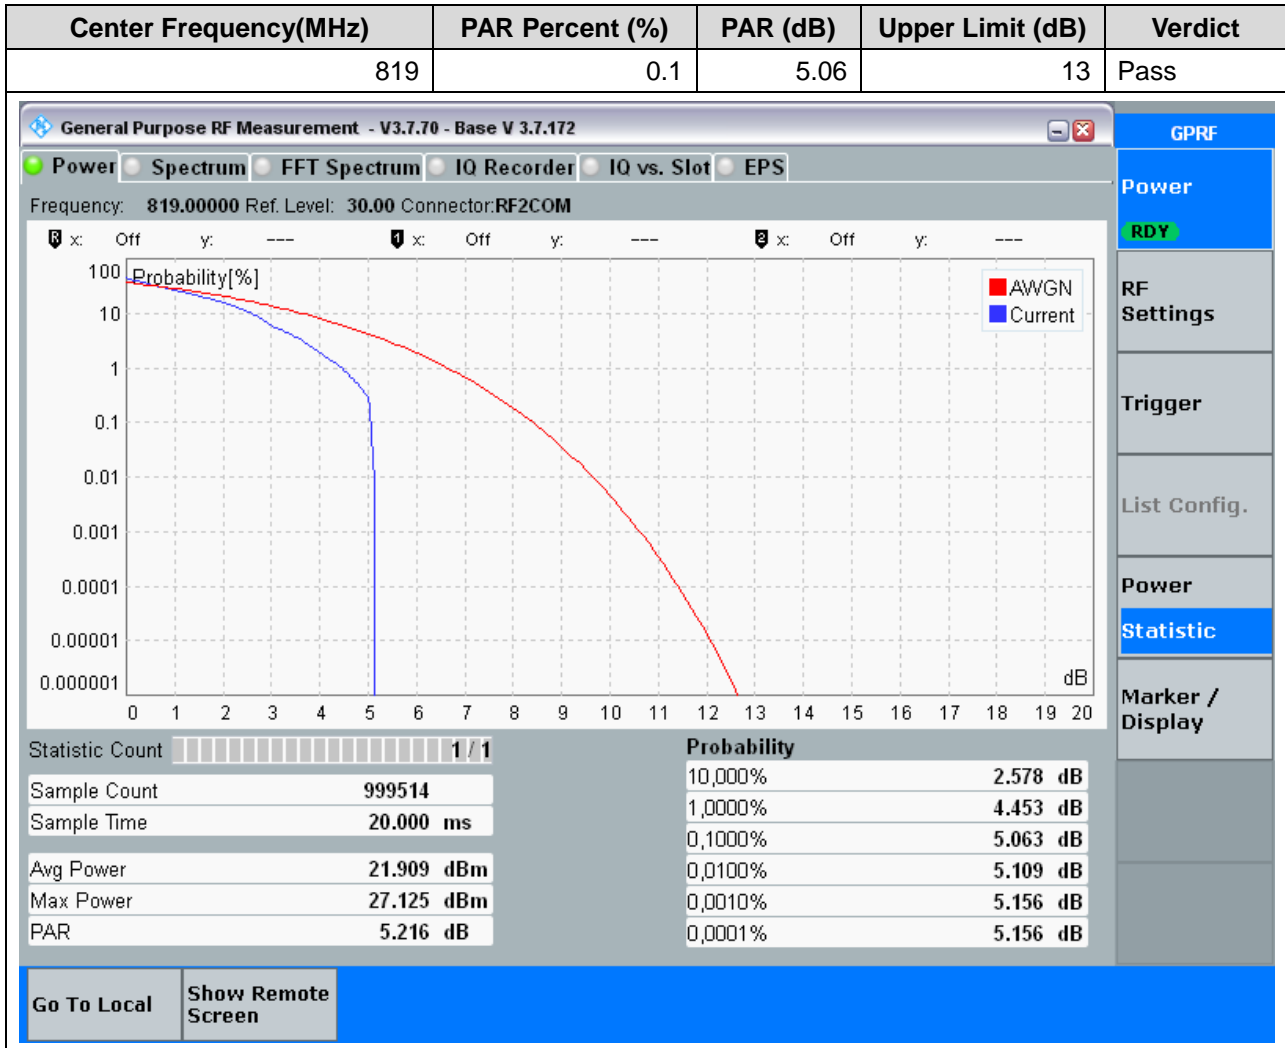 Center Frequency(MHz) PAR Percent (%) PAR (dB) Upper Limit (dB) Verdict
819 0.1 5.06 13 Pass
General Purpose RF Measurement - V3.7.70 - Base V 3.7.172
GPRF
Power Spectrum FFT Spectrum IQ Recorder IQ vs. Slot EPS
Frequency: 819.00000 Ref. Level: 30.00 Connector:RF2COM
R x: Off y: --- 1 x: Off y: --- 2 x: Off y: ---
Probability[%]
AWGN
Current
100
10
1
0.1
0.01
0.001
0.0001
0.00001
0.000001
dB
0 1 2 3 4 5 6 7 8 9 10 11 12 13 14 15 16 17 18 19 20
Statistic Count 1 / 1
Sample Count 999514
Sample Time 20.000 ms
Avg Power 21.909 dBm
Max Power 27.125 dBm
PAR 5.216 dB
Probability
10,000% 2.578 dB
1,0000% 4.453 dB
0,1000% 5.063 dB
0,0100% 5.109 dB
0,0010% 5.156 dB
0,0001% 5.156 dB
Power
RDY
RF
Settings
Trigger
List Config.
Power
Statistic
Marker /
Display
Go To Local
Show Remote
Screen